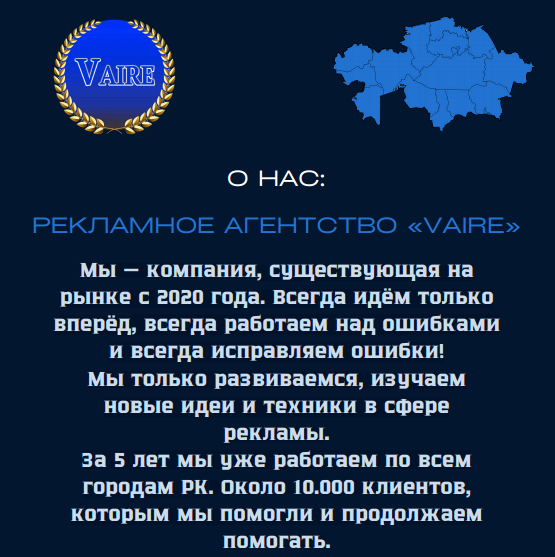 VAIRE
О НАС:
РЕКЛАМНОЕ АГЕНТСТВО «VAIRE»
Мы — компания, существующая на
рынке с 2020 года. Всегда идём только
вперёд, всегда работаем над ошибками
и всегда исправляем ошибки!
Мы только развиваемся, изучаем
новые идеи и техники в сфере
рекламы.
За 5 лет мы уже работаем по всем
городам РК. Около 10.000 клиентов,
которым мы помогли и продолжаем
помогать.